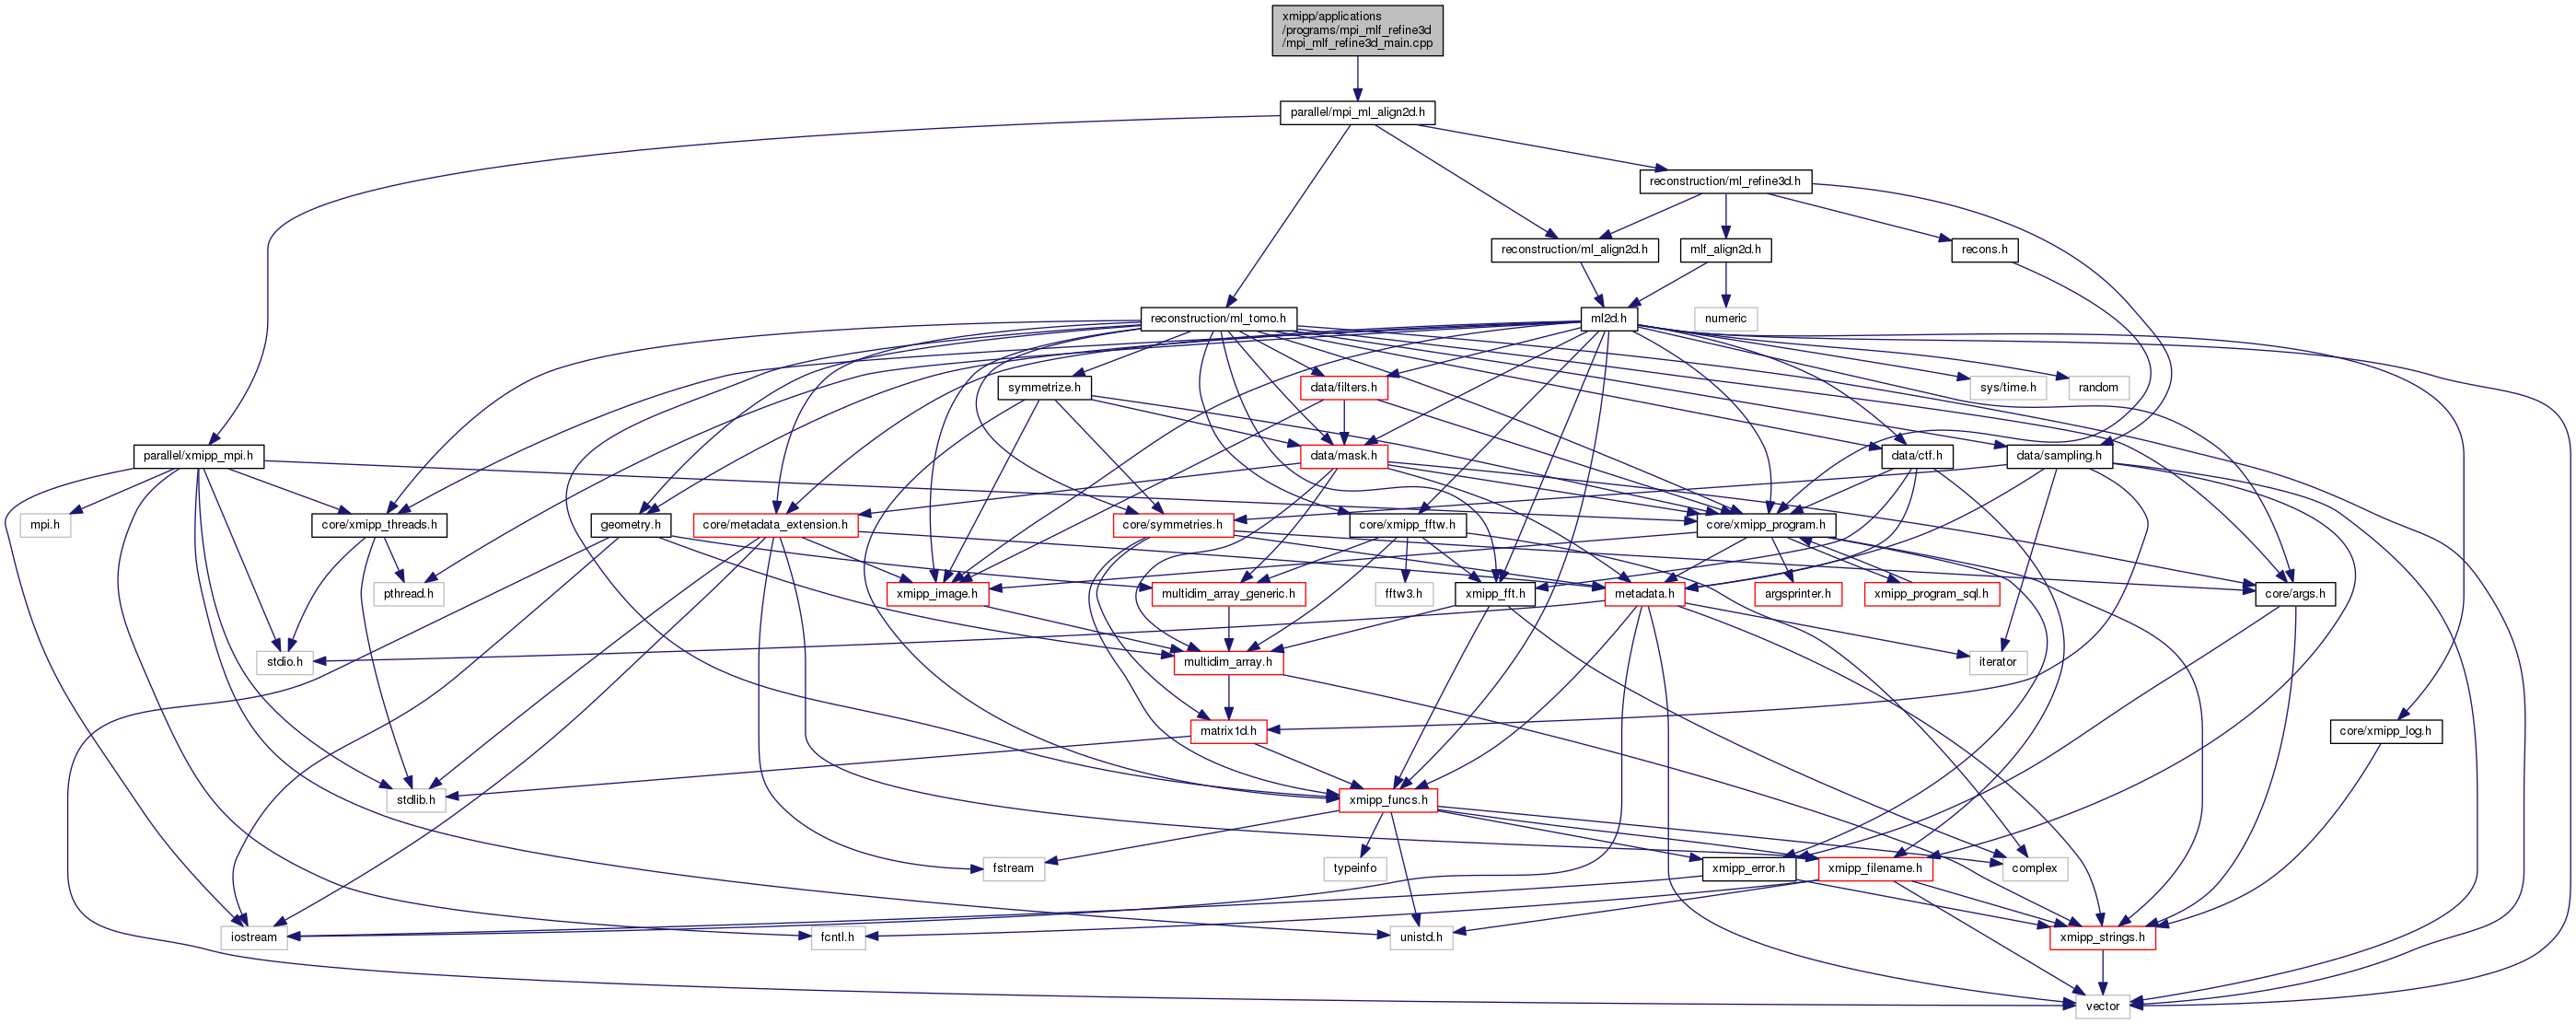 xmipp/applications
/programs/mpi_mlf_refine3d
/mpi_mlf_refine3d_main.cpp
parallel/mpi_ml_align2d.h
reconstruction/ml_refine3d.h
reconstruction/ml_align2d.h
mlf_align2d.h
recons.h
reconstruction/ml_tomo.h
ml2d.h
numeric
symmetrize.h
data/filters.h
sys/time.h
random
parallel/xmipp_mpi.h
data/mask.h
data/ctf.h
data/sampling.h
mpi.h
core/xmipp_threads.h
geometry.h
core/metadata_extension.h
core/symmetries.h
core/xmipp_fftw.h
core/xmipp_program.h
pthread.h
xmipp_image.h
multidim_array_generic.h
fftw3.h
xmipp_fft.h
metadata.h
argsprinter.h
xmipp_program_sql.h
core/args.h
stdio.h
multidim_array.h
iterator
matrix1d.h
core/xmipp_log.h
stdlib.h
xmipp_funcs.h
fstream
typeinfo
xmipp_error.h
xmipp_filename.h
complex
iostream
fcntl.h
unistd.h
xmipp_strings.h
vector